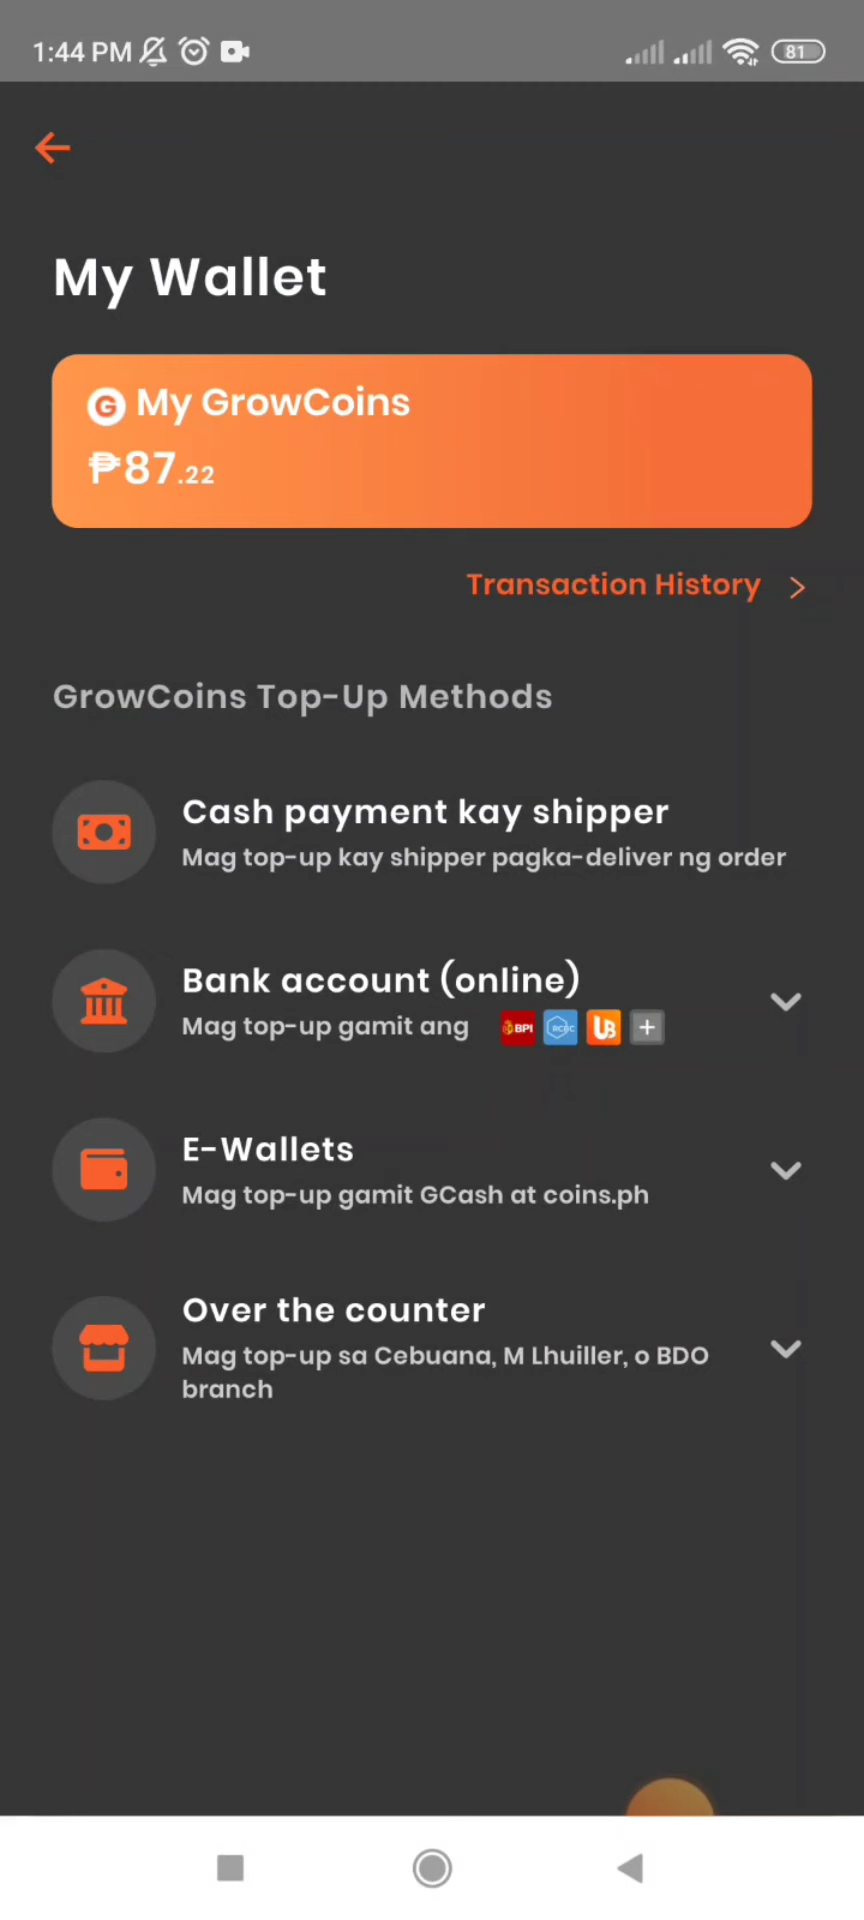 1:44 PM
81
My Wallet
G My GrowCoins
₱87.22
Transaction History
GrowCoins Top-Up Methods
Cash payment kay shipper
Mag top-up kay shipper pagka-deliver ng order
Bank account (online)
Mag top-up gamit ang BPI RCBC UB +
E-Wallets
Mag top-up gamit GCash at coins.ph
Over the counter
Mag top-up sa Cebuana, M Lhuiller, o BDO
branch